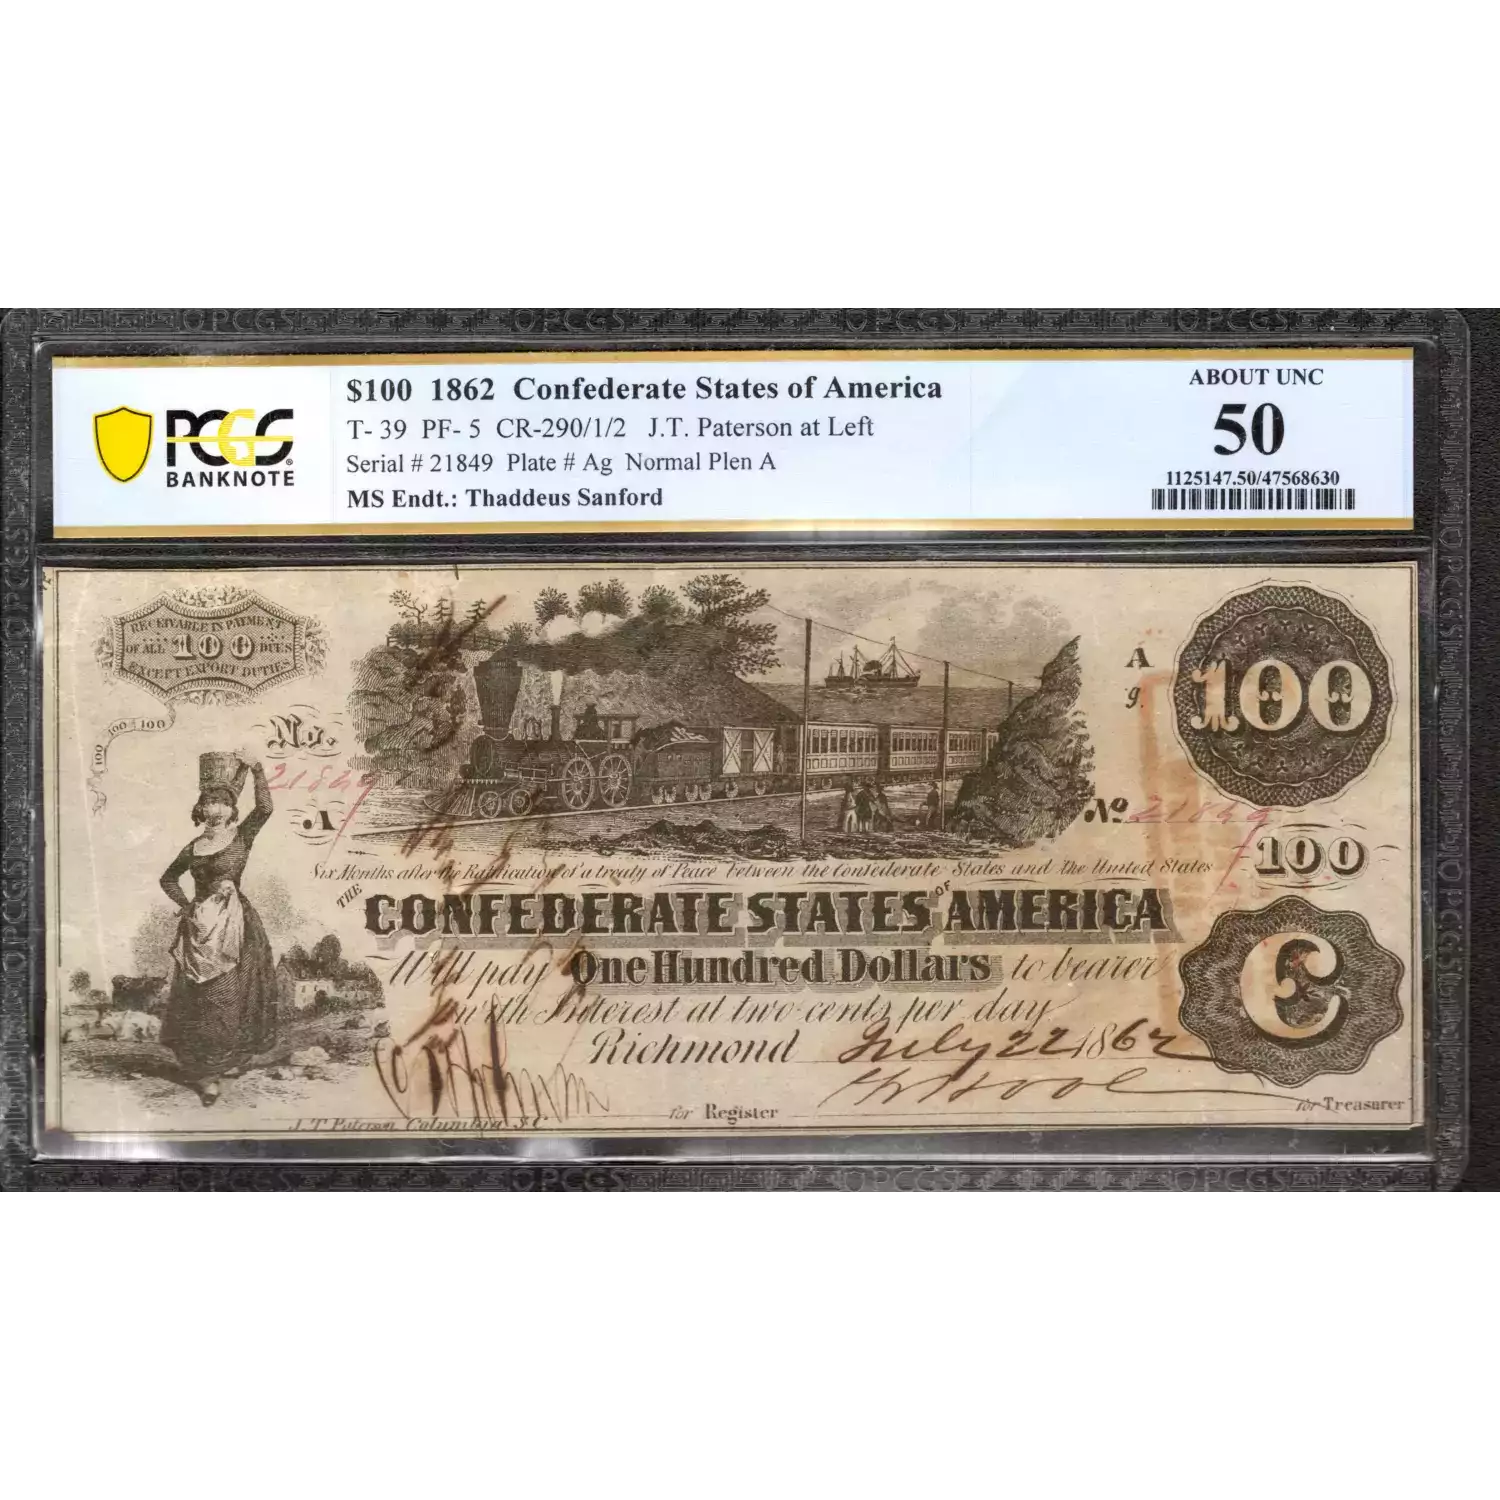 PCGS
BANKNOTE
$100 1862 Confederate States of America
T- 39 PF- 5 CR-290/1/2 J.T. Paterson at Left
Serial # 21849 Plate # Ag Normal Plen A
MS Endt.: Thaddeus Sanford
ABOUT UNC
50
1125147.50/47568630
RECEIVABLE IN PAYMENT
OF ALL 100 DUES
EXCEPT EXPORT DUTIES
100 100 100
No.
21849
A
A
g.
100
No 21849
100
Six Months after the Ratification of a treaty of Peace between the Confederate States and the United States
THE CONFEDERATE STATES OF AMERICA
Will pay One Hundred Dollars to bearer
with Interest at two cents per day
C
Richmond July 22 1862
for Register
for Treasurer
J. T. Paterson Columbia S.C.